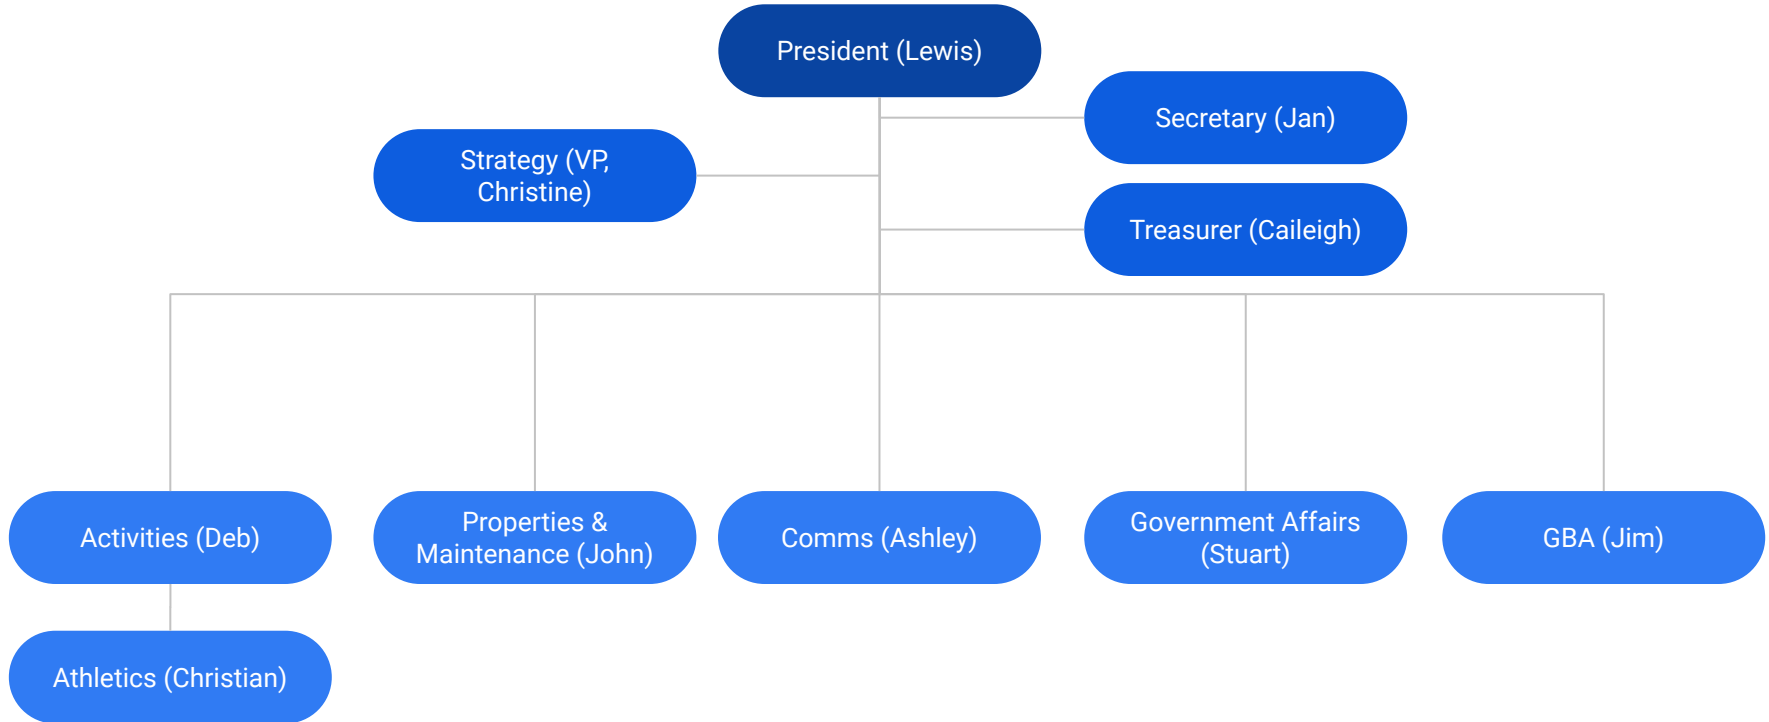 President (Lewis)
Secretary (Jan)
Strategy (VP,
Christine)
Treasurer (Caileigh)
Activities (Deb)
Properties &
Maintenance (John)
Comms (Ashley)
Government Affairs
(Stuart)
GBA (Jim)
Athletics (Christian)